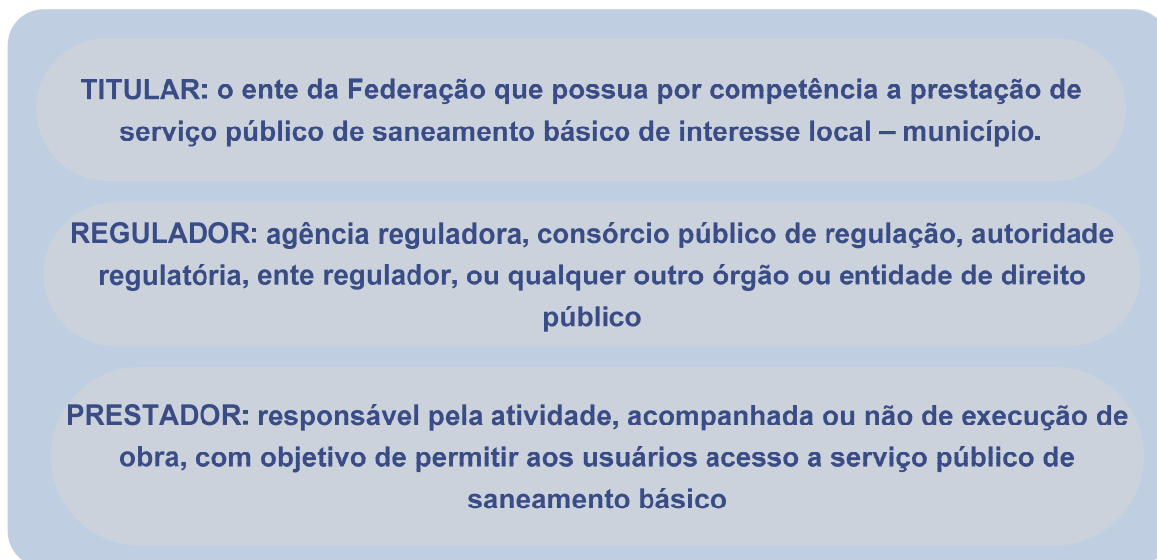 TITULAR: o ente da Federação que possua por competência a prestação de
serviço público de saneamento básico de interesse local – município.
REGULADOR: agência reguladora, consórcio público de regulação, autoridade
regulatória, ente regulador, ou qualquer outro órgão ou entidade de direito
público
PRESTADOR: responsável pela atividade, acompanhada ou não de execução de
obra, com objetivo de permitir aos usuários acesso a serviço público de
saneamento básico